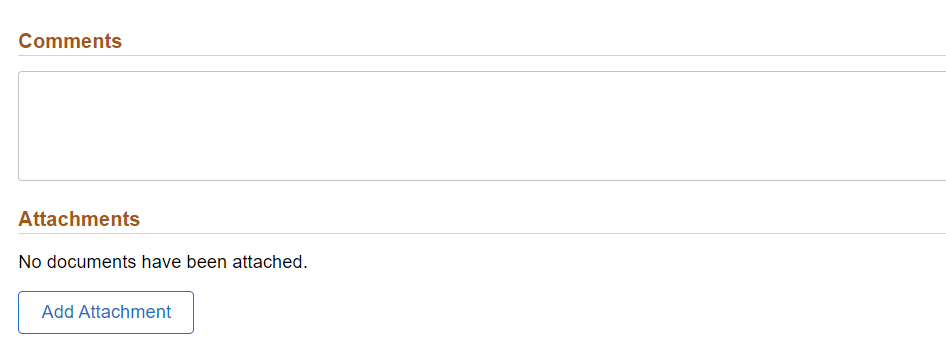 Comments
Attachments
No documents have been attached.
Add Attachment